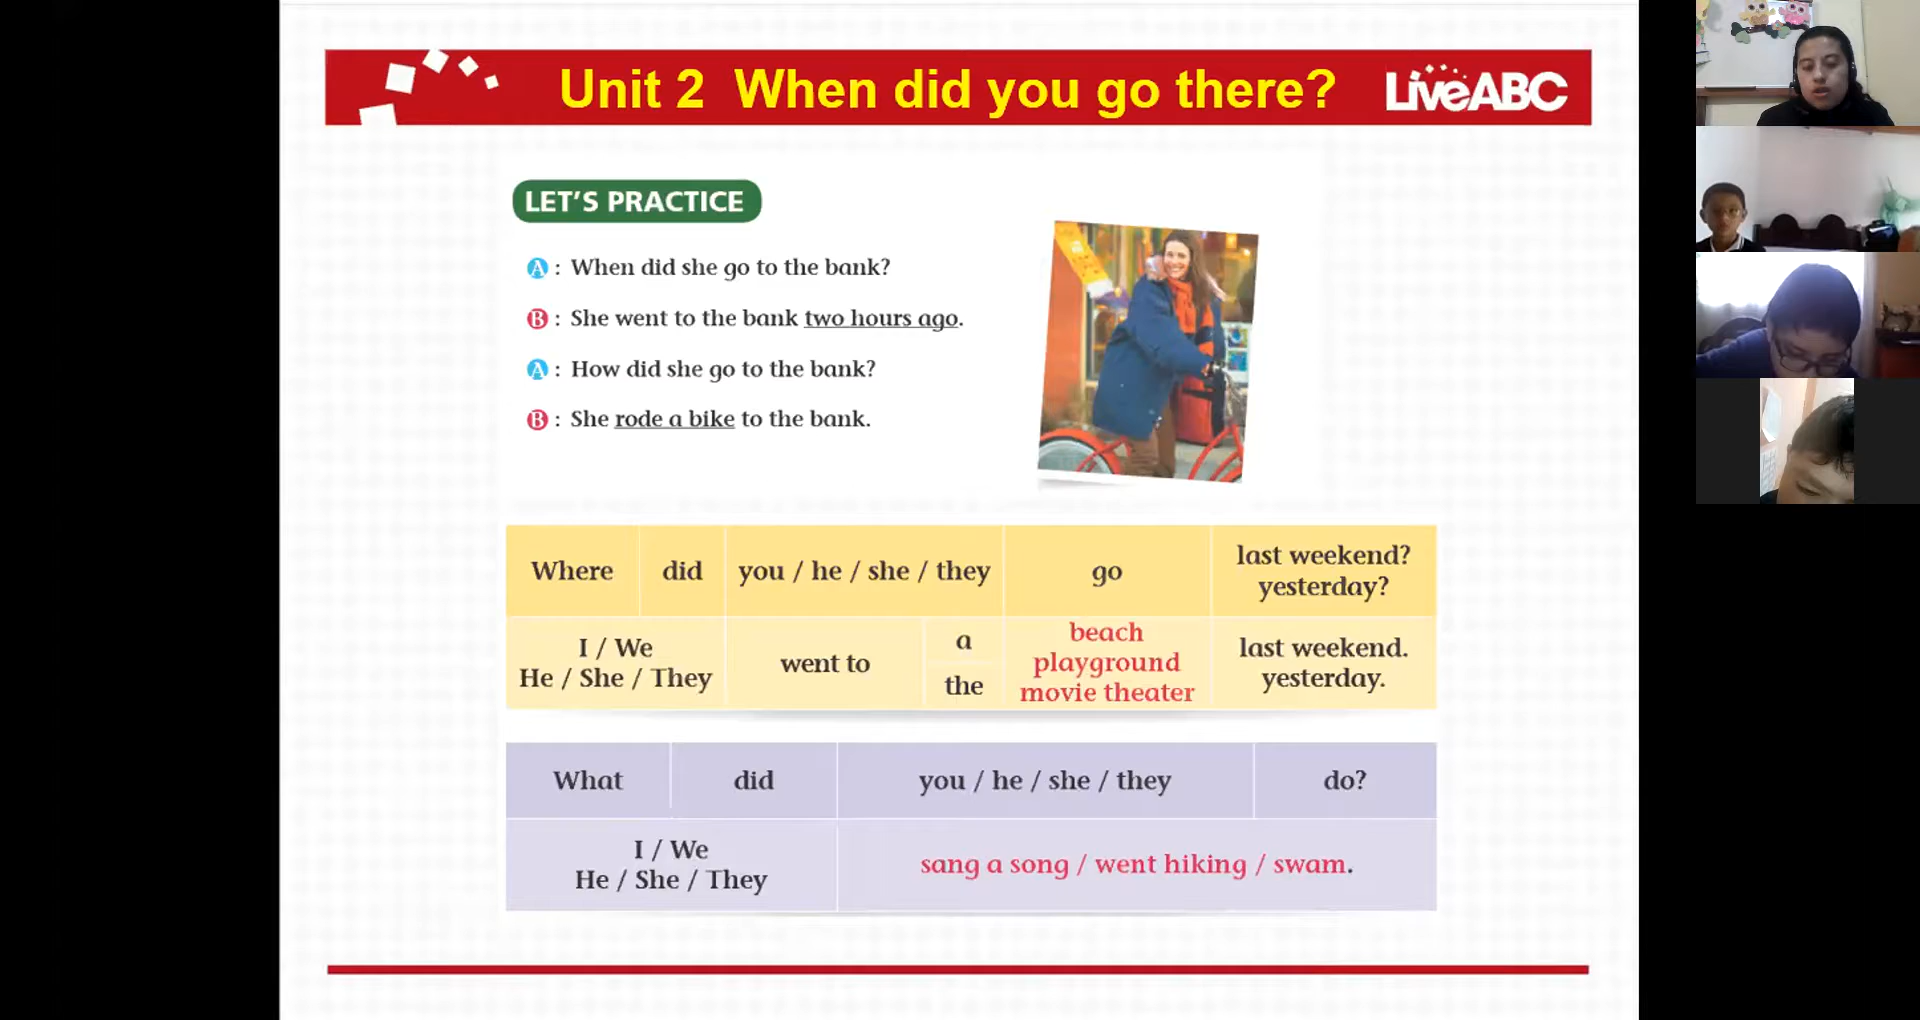 Unit 2 When did you go there? LiveABC
LET'S PRACTICE
A : When did she go to the bank?
B : She went to the bank two hours ago.
A : How did she go to the bank?
B : She rode a bike to the bank.
Where did you / he / she / they go last weekend? yesterday?
I / We
He / She / They
went to
a
the
beach
playground
movie theater
last weekend.
yesterday.
What did you / he / she / they do?
I / We
He / She / They
sang a song / went hiking / swam.